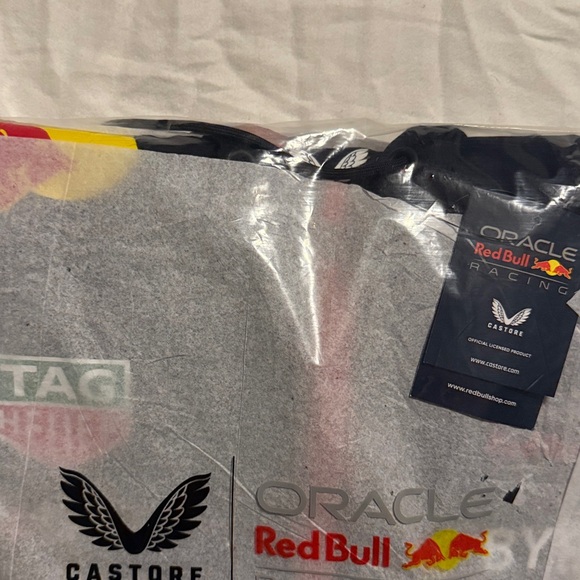 ORACLE
Red Bull
RACING
CASTORE
OFFICIAL LICENSED PRODUCT
www.castore.com
www.redbullshop.com
TAG
CASTORE
ORACLE
Red Bull
BY